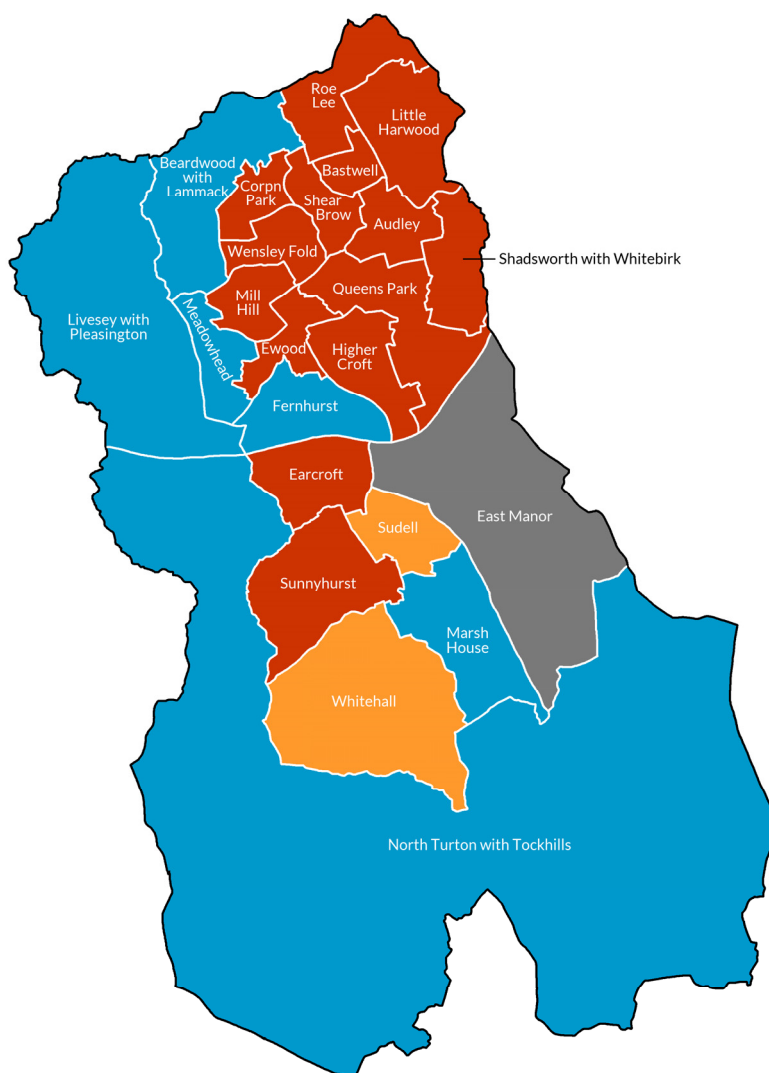 Roe
Lee
Little
Harwood
Beardwood
with
Lammack
Bastwell
Corpn
Park
Shear
Brow
Audley
Wensley Fold
Shadsworth with Whitebirk
Queens Park
Mill
Hill
Livesey with
Pleasington
Meadowhead
Ewood
Higher
Croft
Fernhurst
Earcroft
East Manor
Sudell
Sunnyhurst
Marsh
House
Whitehall
North Turton with Tockhills